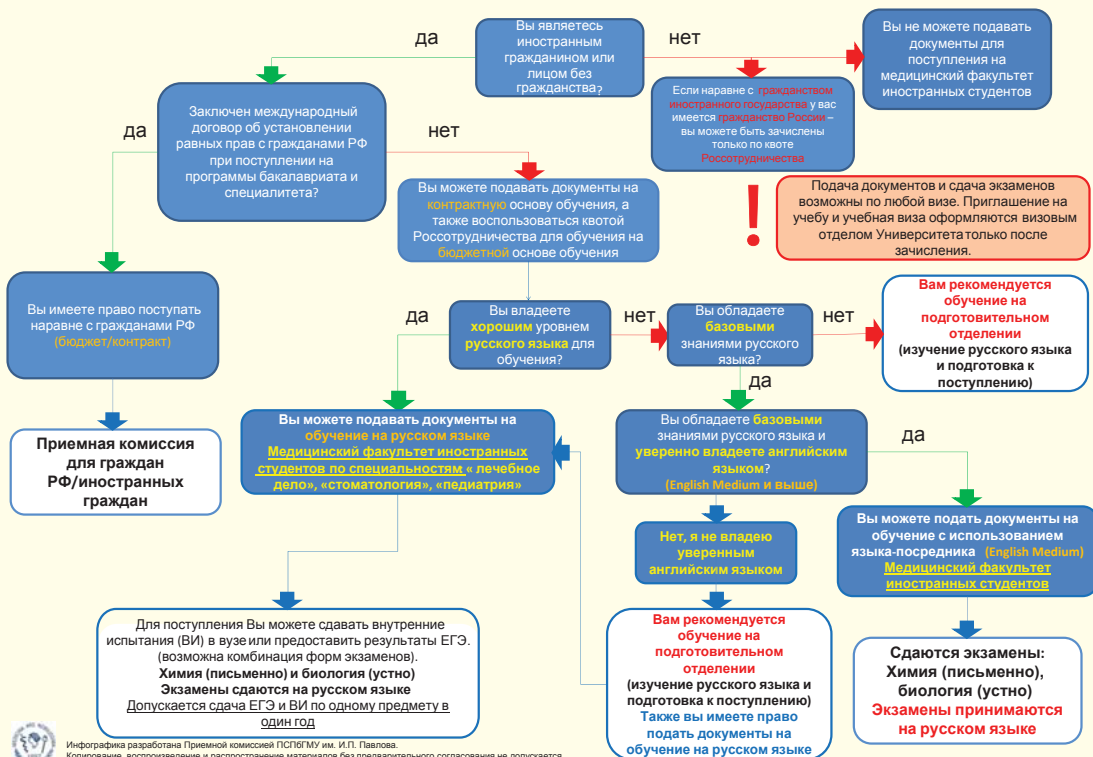 Вы являетесь
иностранным
гражданином или
лицом без
гражданства?
да
нет
Вы не можете подавать
документы для
поступления на
медицинский факультет
иностранных студентов
Если наравне с гражданством
иностранного государства у вас
имеется гражданство России –
вы можете быть зачислены
только по квоте
Россотрудничества
Заключен международный
договор об установлении
равных прав с гражданами РФ
при поступлении на
программы бакалавриата и
специалитета?
да
нет
Вы можете подавать документы на
контрактную основу обучения, а
также воспользоваться квотой
Россотрудничества для обучения на
бюджетной основе обучения
!
Подача документов и сдача экзаменов
возможны по любой визе. Приглашение на
учебу и учебная виза оформляются визовым
отделом Университета только после
зачисления.
Вы имеете право поступать
наравне с гражданами РФ
(бюджет/контракт)
Вы владеете
хорошим уровнем
русского языка для
обучения?
да
нет
Вы обладаете
базовыми
знаниями русского
языка?
нет
да
Вам рекомендуется
обучение на
подготовительном
отделении
(изучение русского языка
и подготовка к
поступлению)
Приемная комиссия
для граждан
РФ/иностранных
граждан
Вы можете подавать документы на
обучение на русском языке
Медицинский факультет иностранных
студентов по специальностям « лечебное
дело», «стоматология», «педиатрия»
Вы обладаете базовыми
знаниями русского языка и
уверенно владеете английским
языком?
(English Medium и выше)
да
Нет, я не владею
уверенным
английским языком
Вы можете подать документы на
обучение с использованием
языка-посредника (English Medium)
Медицинский факультет
иностранных студентов
Для поступления Вы можете сдавать внутренние
испытания (ВИ) в вузе или предоставить результаты ЕГЭ.
(возможна комбинация форм экзаменов).
Химия (письменно) и биология (устно)
Экзамены сдаются на русском языке
Допускается сдача ЕГЭ и ВИ по одному предмету в
один год
Вам рекомендуется
обучение на
подготовительном
отделении
(изучение русского языка и
подготовка к поступлению)
Также вы имеете право
подать документы на
обучение на русском языке
Сдаются экзамены:
Химия (письменно),
биология (устно)
Экзамены принимаются
на русском языке
Инфографика разработана Приемной комиссией ПСПбГМУ им. И.П. Павлова.
Копирование, воспроизведение и распространение материалов без предварительного согласования не допускается